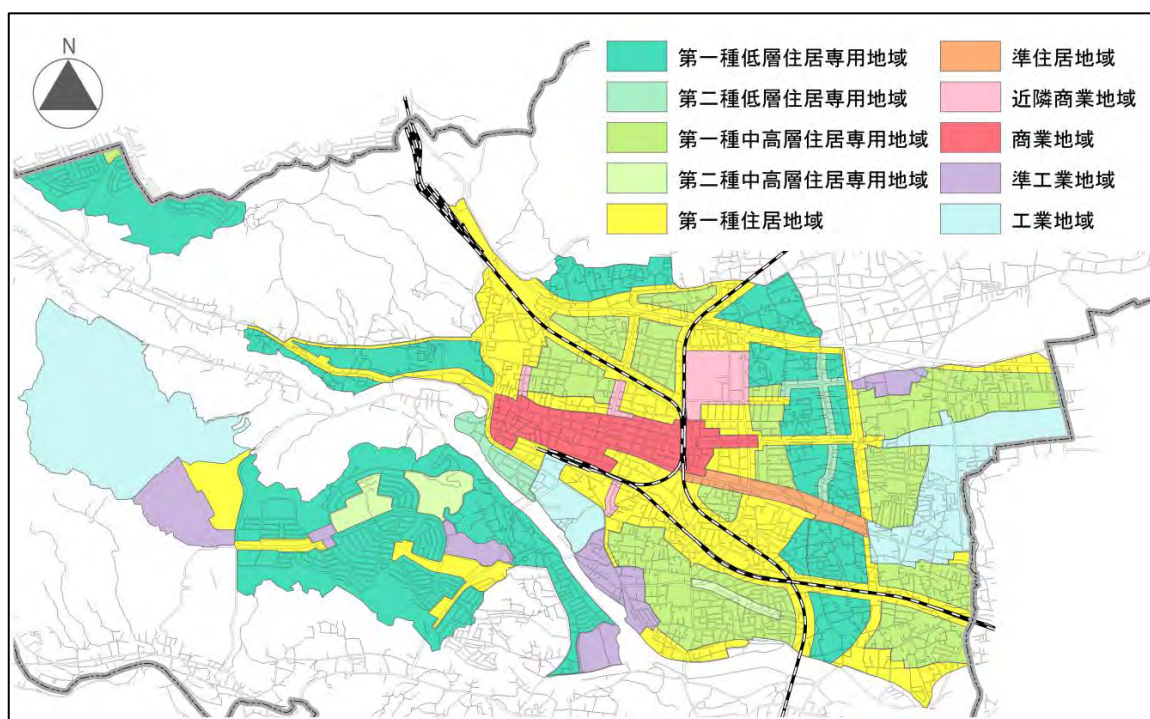 N
第一種低層住居専用地域
第二種低層住居専用地域
第一種中高層住居専用地域
第二種中高層住居専用地域
第一種住居地域
準住居地域
近隣商業地域
商業地域
準工業地域
工業地域